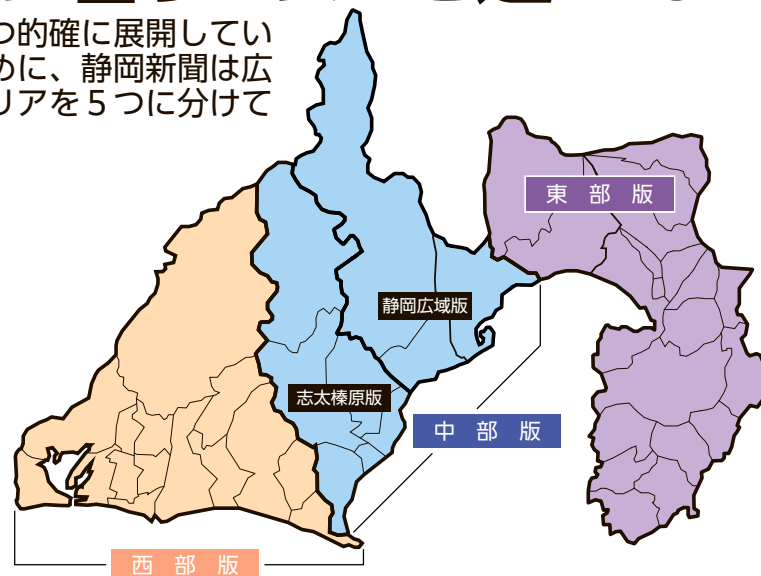 つ的確に展開してい
めに、静岡新聞は広
リアを５つに分けて
東部版
静岡広域版
志太榛原版
中部版
西部版